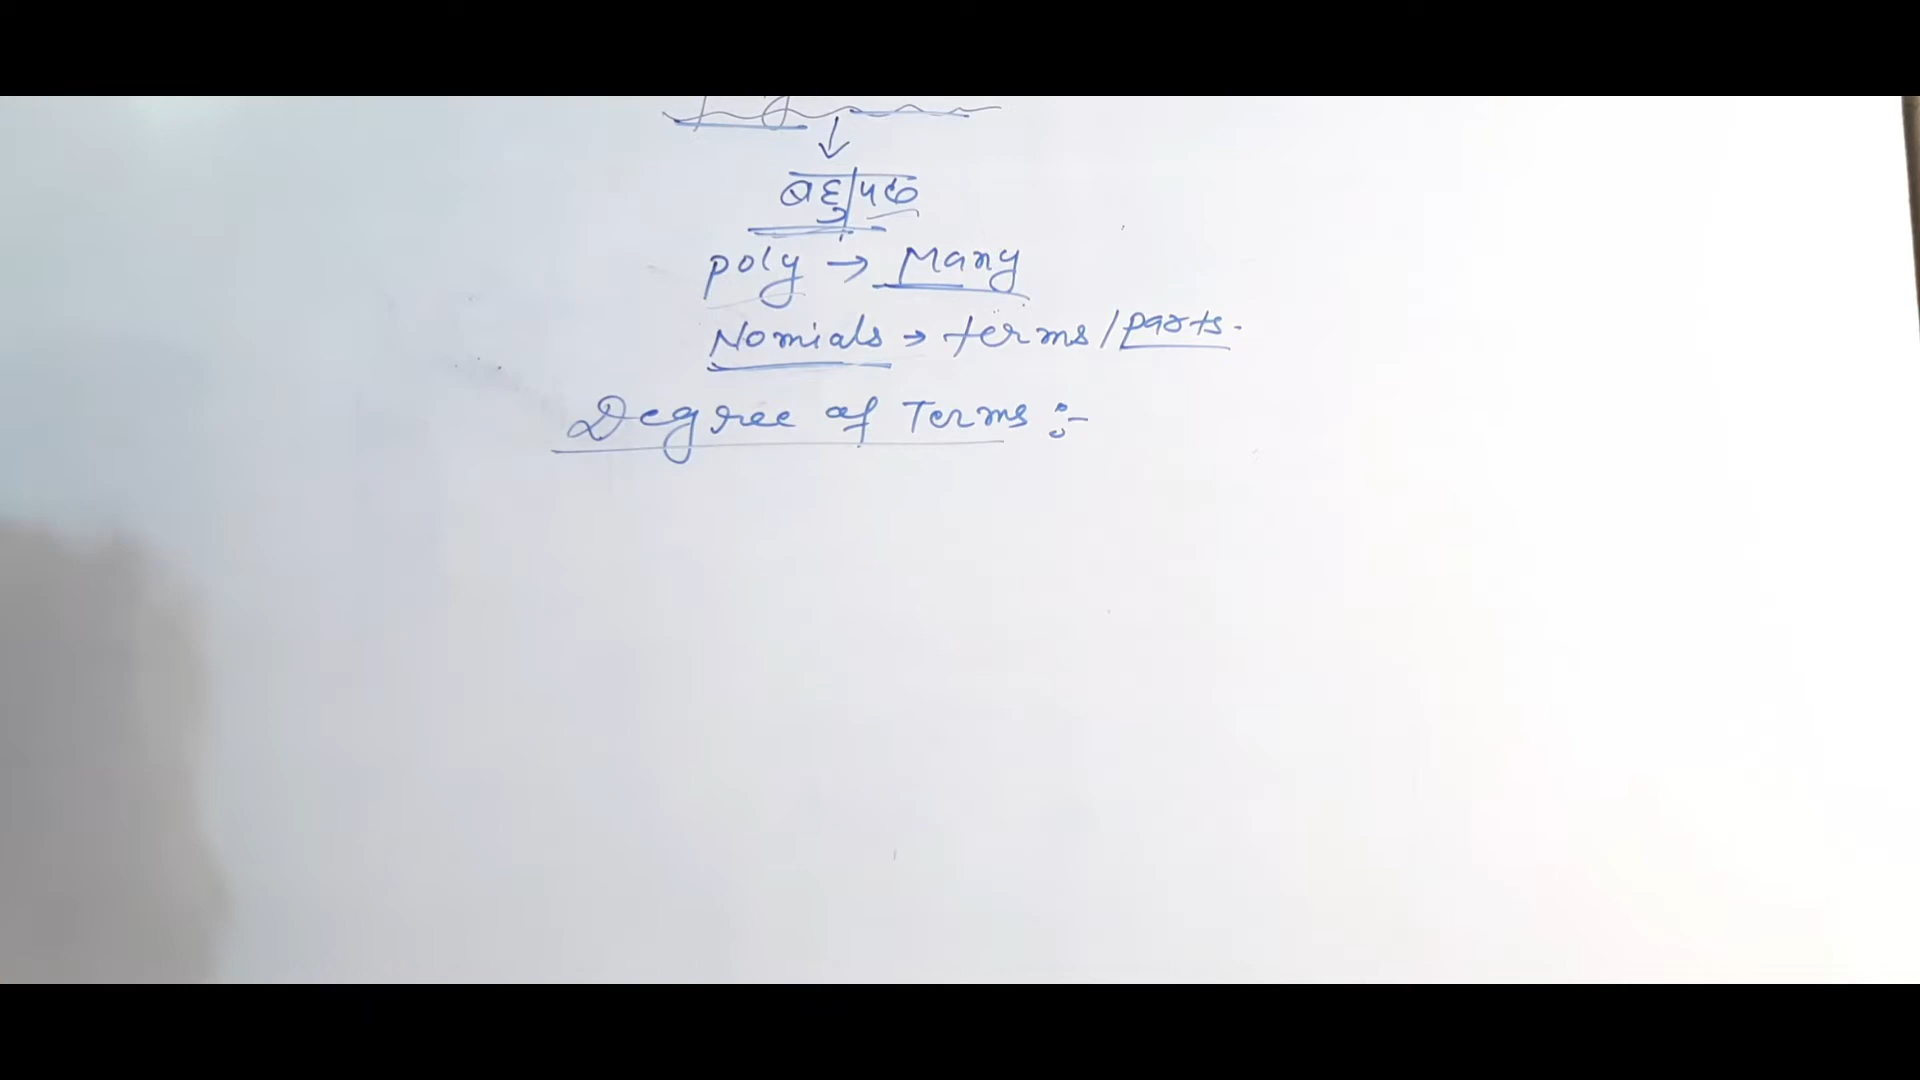 ↓
बहु/पद
Poly → Many
Nomials → terms / Parts.
Degree of Terms :-